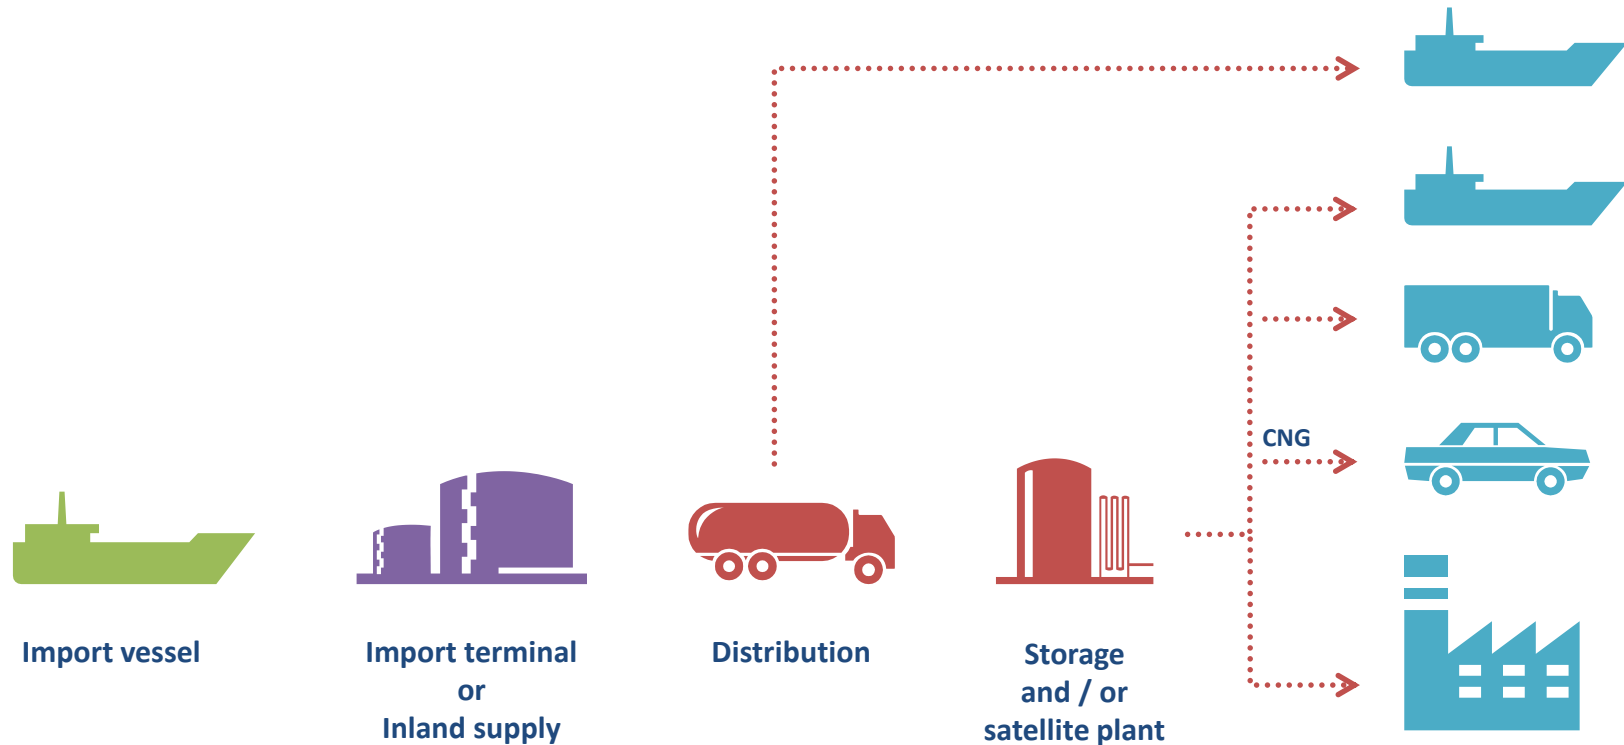 CNG
Import vessel
Import terminal
or
Inland supply
Distribution
Storage
and / or
satellite plant